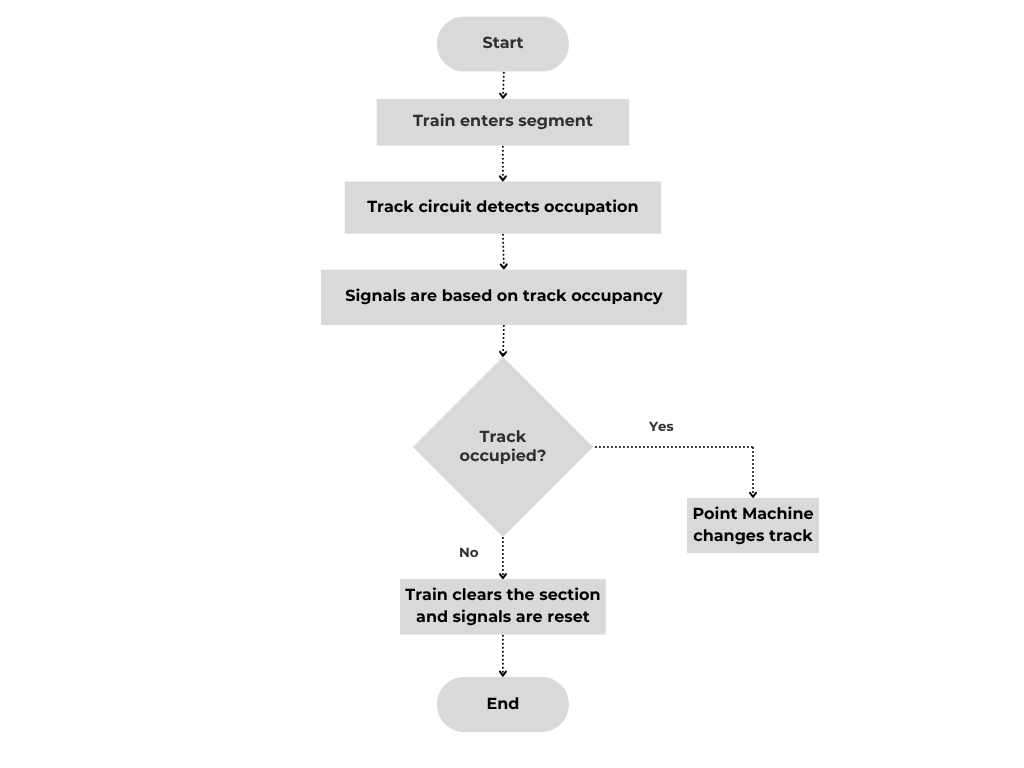 Start
Train enters segment
Track circuit detects occupation
Signals are based on track occupancy
Track
occupied?
Yes
Point Machine
changes track
No
Train clears the section
and signals are reset
End